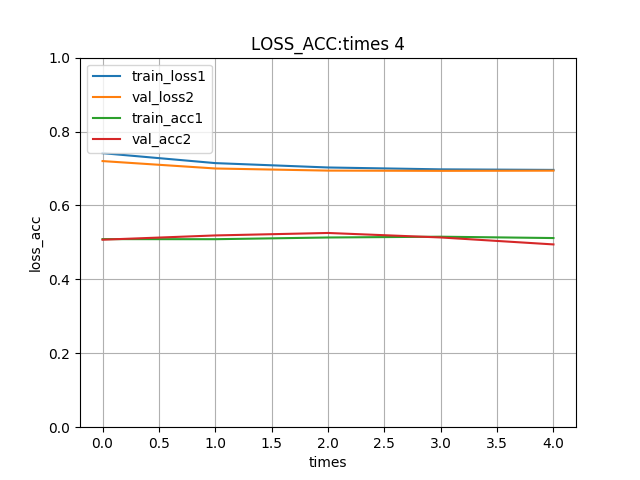 LOSS_ACC:times 4
1.0
0.8
0.6
0.4
0.2
0.0
loss_acc
train_loss1
val_loss2
train_acc1
val_acc2
0.0 0.5 1.0 1.5 2.0 2.5 3.0 3.5 4.0
times